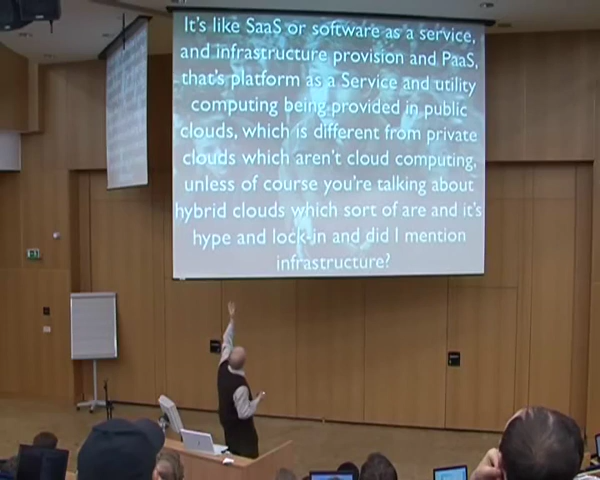 It's like SaaS or software as a service,
and infrastructure provision and PaaS,
that's platform as a Service and utility
computing being provided in public
clouds, which is different from private
clouds which aren't cloud computing,
unless of course you're talking about
hybrid clouds which sort of are and it's
hype and lock-in and did I mention
infrastructure?